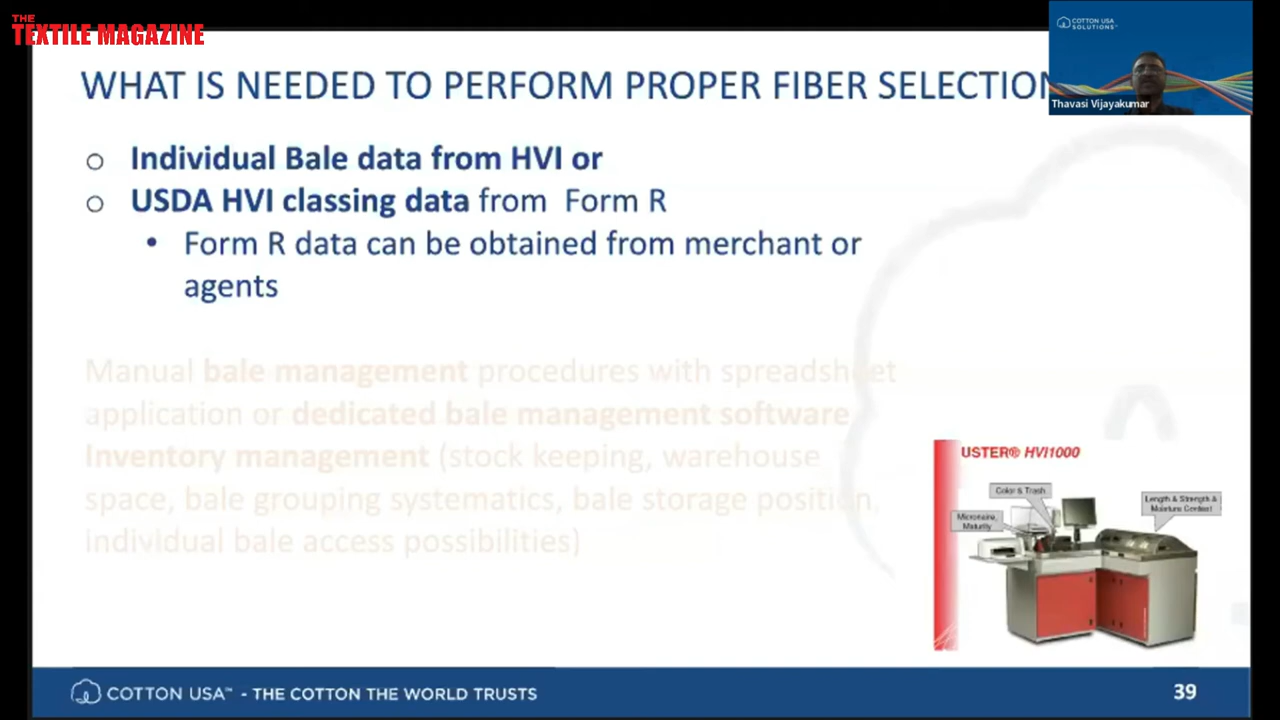 THE
TEXTILE MAGAZINE
COTTON USA
SOLUTIONS™
Thavasi Vijayakumar
WHAT IS NEEDED TO PERFORM PROPER FIBER SELECTION
o Individual Bale data from HVI or
o USDA HVI classing data from Form R
• Form R data can be obtained from merchant or
agents
Manual bale management procedures with spreadsheet
application or dedicated bale management software
Inventory management (stock keeping, warehouse
space, bale grouping systematics, bale storage position,
individual bale access possibilities)
USTER® HVI1000
Color & Trash
Micronaire,
Maturity
Length & Strength &
Moisture Content
COTTON USA™ - THE COTTON THE WORLD TRUSTS
39